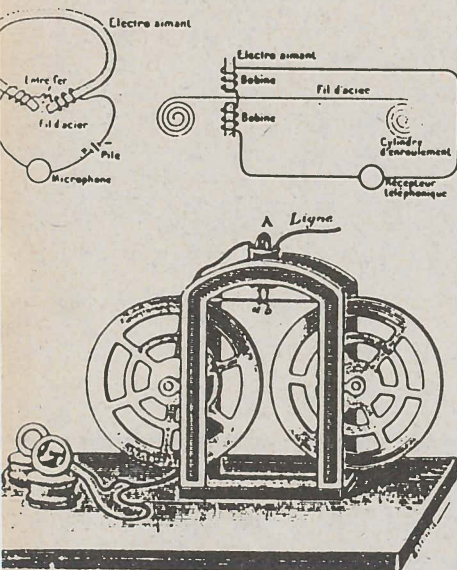 Electro aimant
Entre fer
Fil d'acier
Pile
Microphone
Electro aimant
Bobine
Fil d'acier
Bobine
Cylindre
d'enroulement
Récepteur
téléphonique
A Ligne